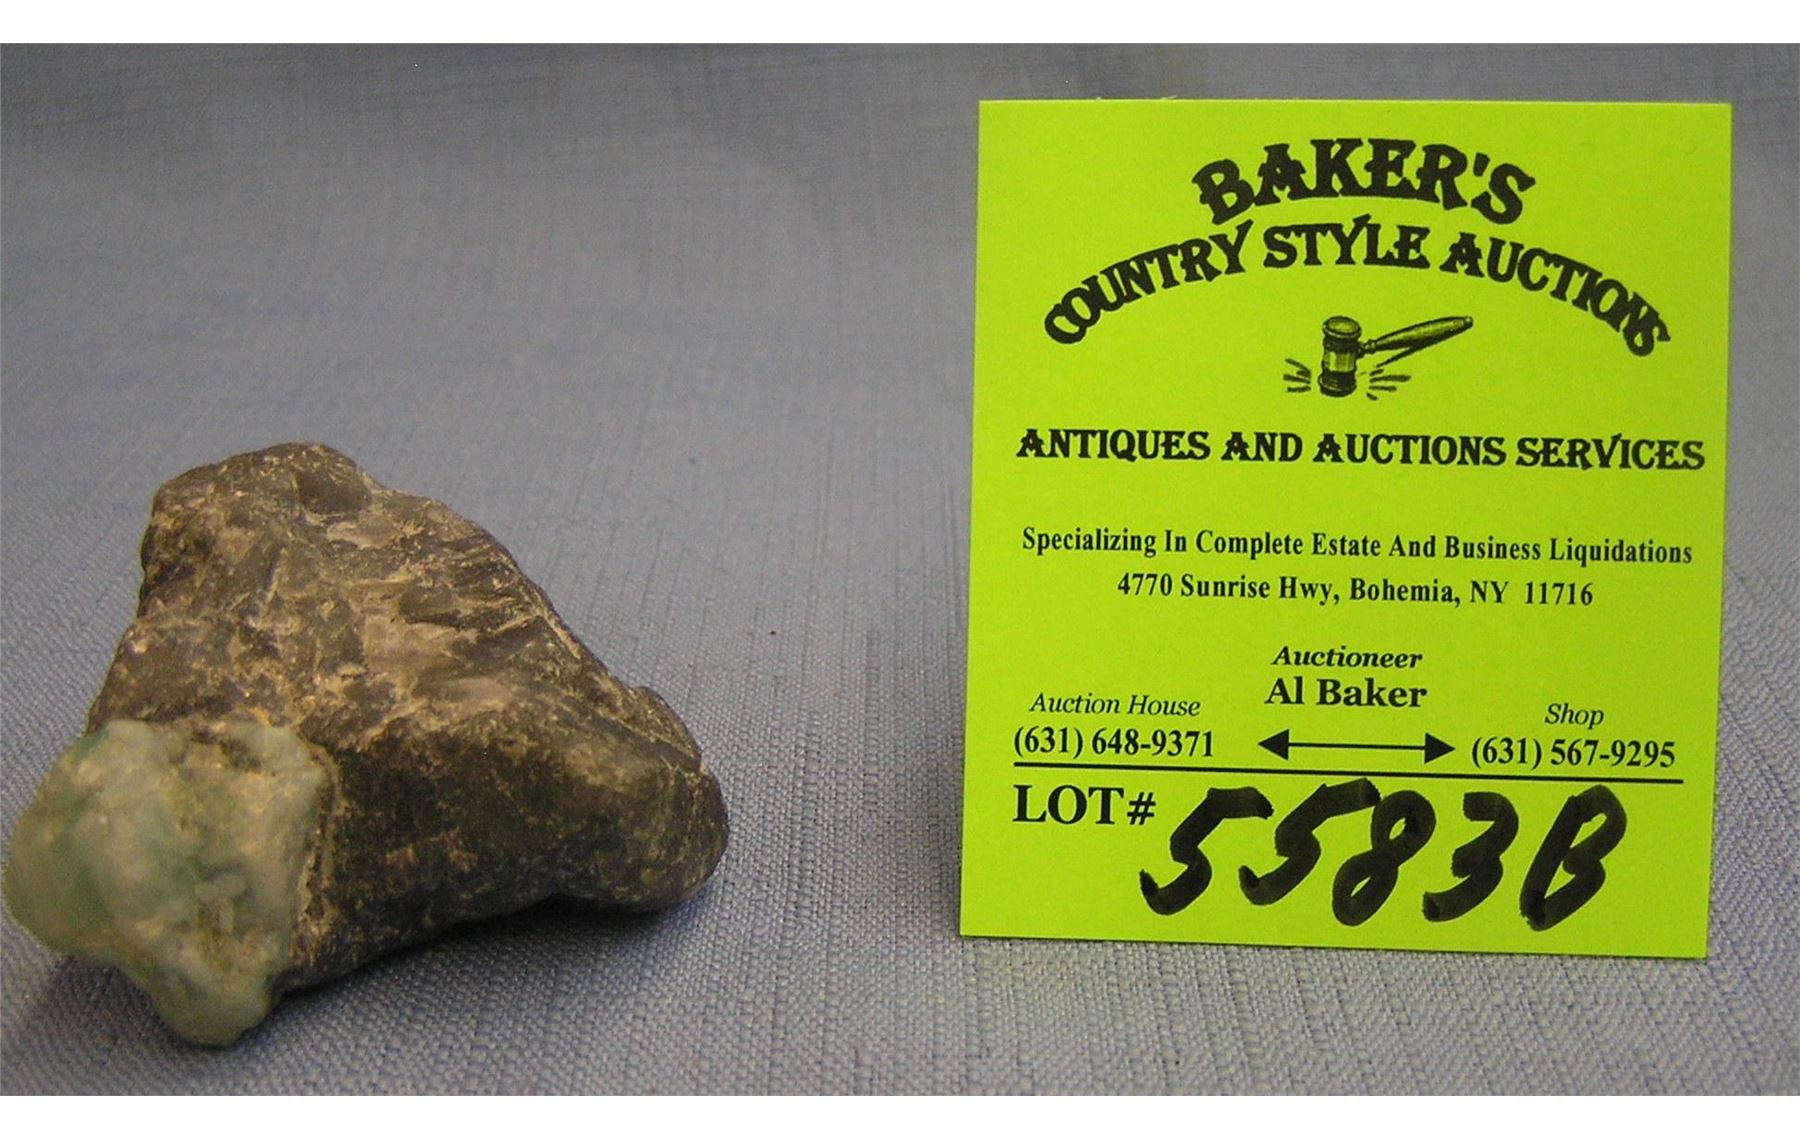 BAKER'S
COUNTRY STYLE AUCTIONS
ANTIQUES AND AUCTIONS SERVICES
Specializing In Complete Estate And Business Liquidations
4770 Sunrise Hwy, Bohemia, NY 11716
Auctioneer
Al Baker
Auction House
(631) 648-9371
Shop
(631) 567-9295
LOT# 5583B